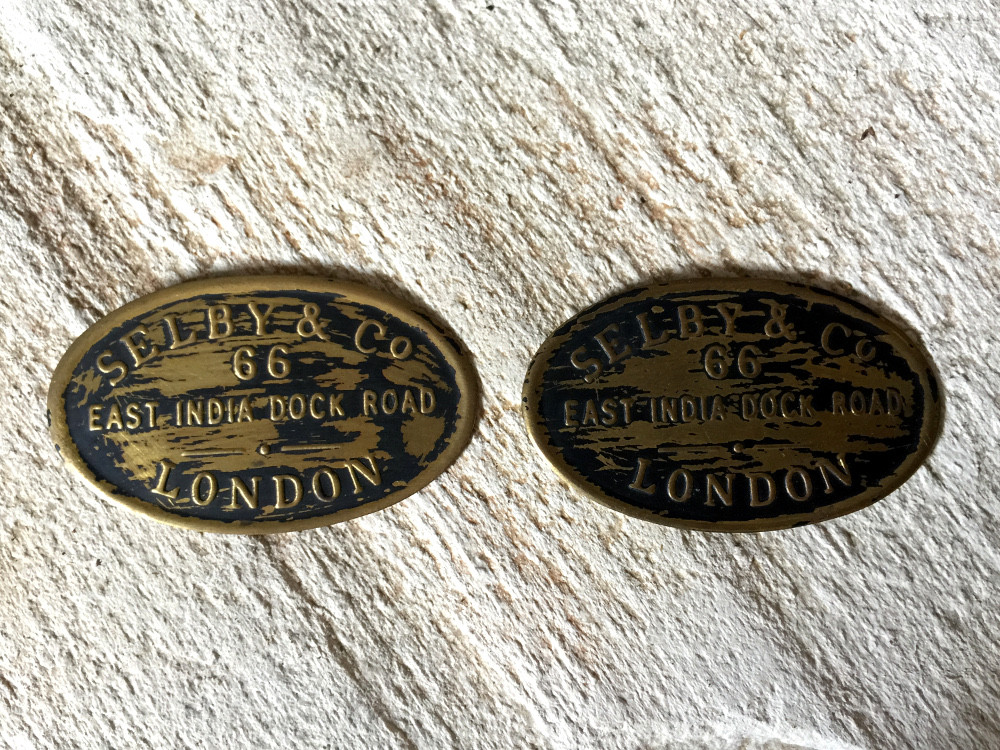 SELBY & Co
66
EAST INDIA DOCK ROAD
LONDON
SELBY & Co
66
EAST INDIA DOCK ROAD
LONDON